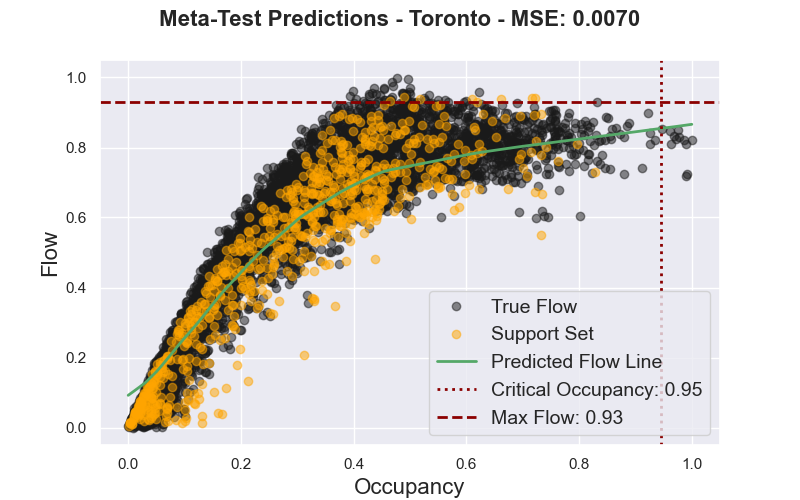 Meta-Test Predictions - Toronto - MSE: 0.0070
1.0
0.8
0.6
0.4
0.2
0.0
Flow
True Flow
Support Set
Predicted Flow Line
Critical Occupancy: 0.95
Max Flow: 0.93
0.0 0.2 0.4 0.6 0.8 1.0
Occupancy